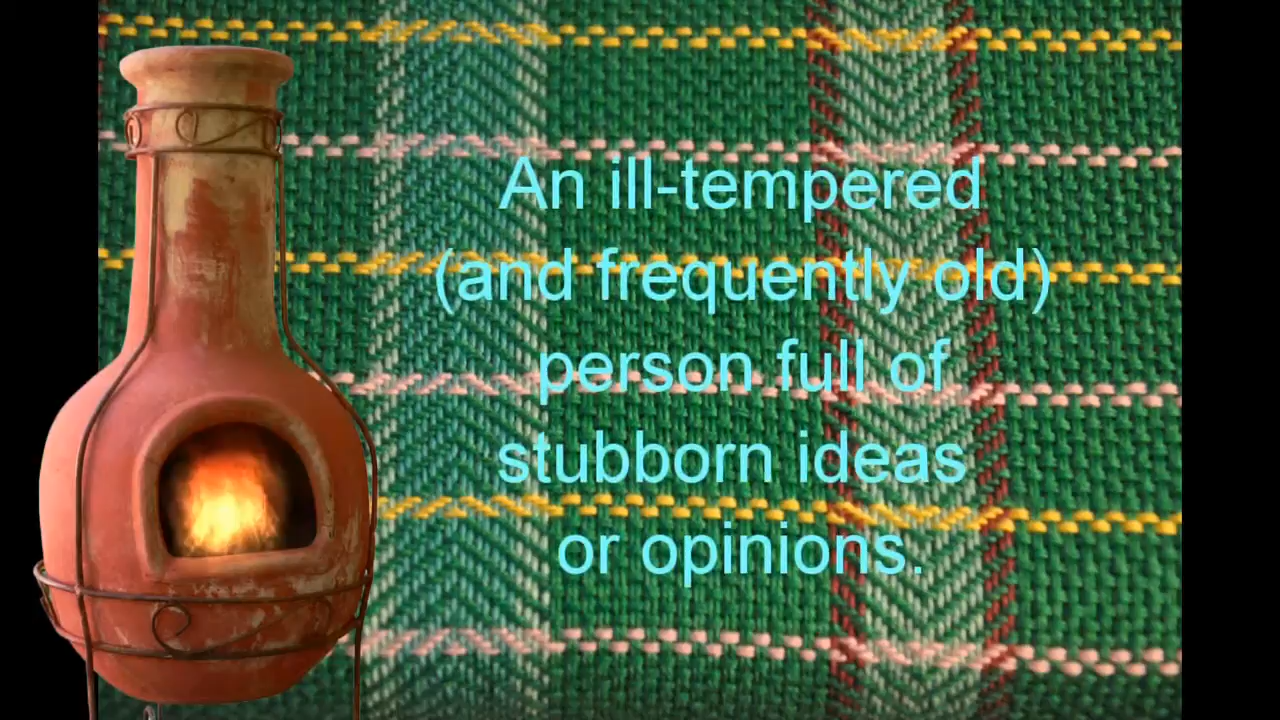 An ill-tempered
(and frequently old)
person full of
stubborn ideas
or opinions.